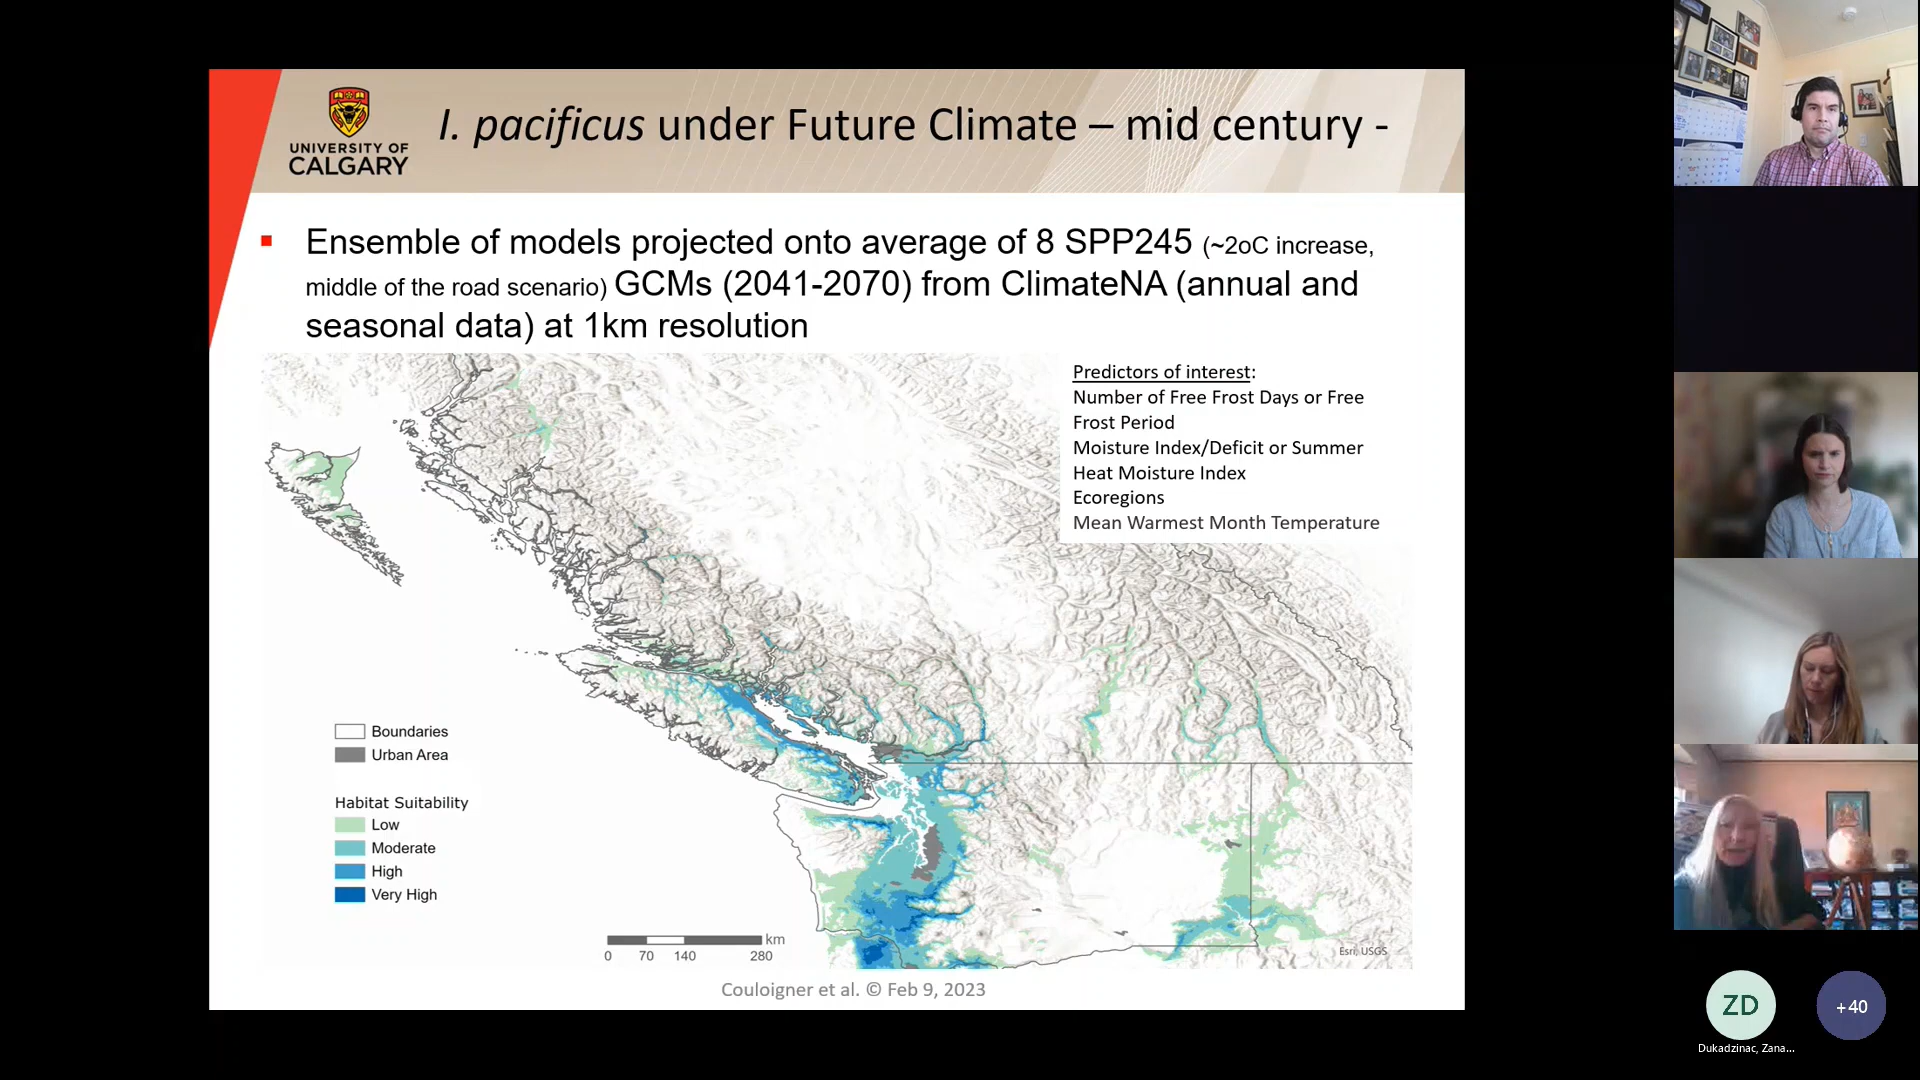 UNIVERSITY OF
CALGARY
I. pacificus under Future Climate – mid century -
Ensemble of models projected onto average of 8 SPP245 (~2oC increase,
middle of the road scenario) GCMs (2041-2070) from ClimateNA (annual and
seasonal data) at 1km resolution
Predictors of interest:
Number of Free Frost Days or Free
Frost Period
Moisture Index/Deficit or Summer
Heat Moisture Index
Ecoregions
Mean Warmest Month Temperature
Boundaries
Urban Area
Habitat Suitability
Low
Moderate
High
Very High
km
0 70 140 280
Esri, USGS
Couloigner et al. © Feb 9, 2023
ZD
+40
Dukadzinac, Zana...